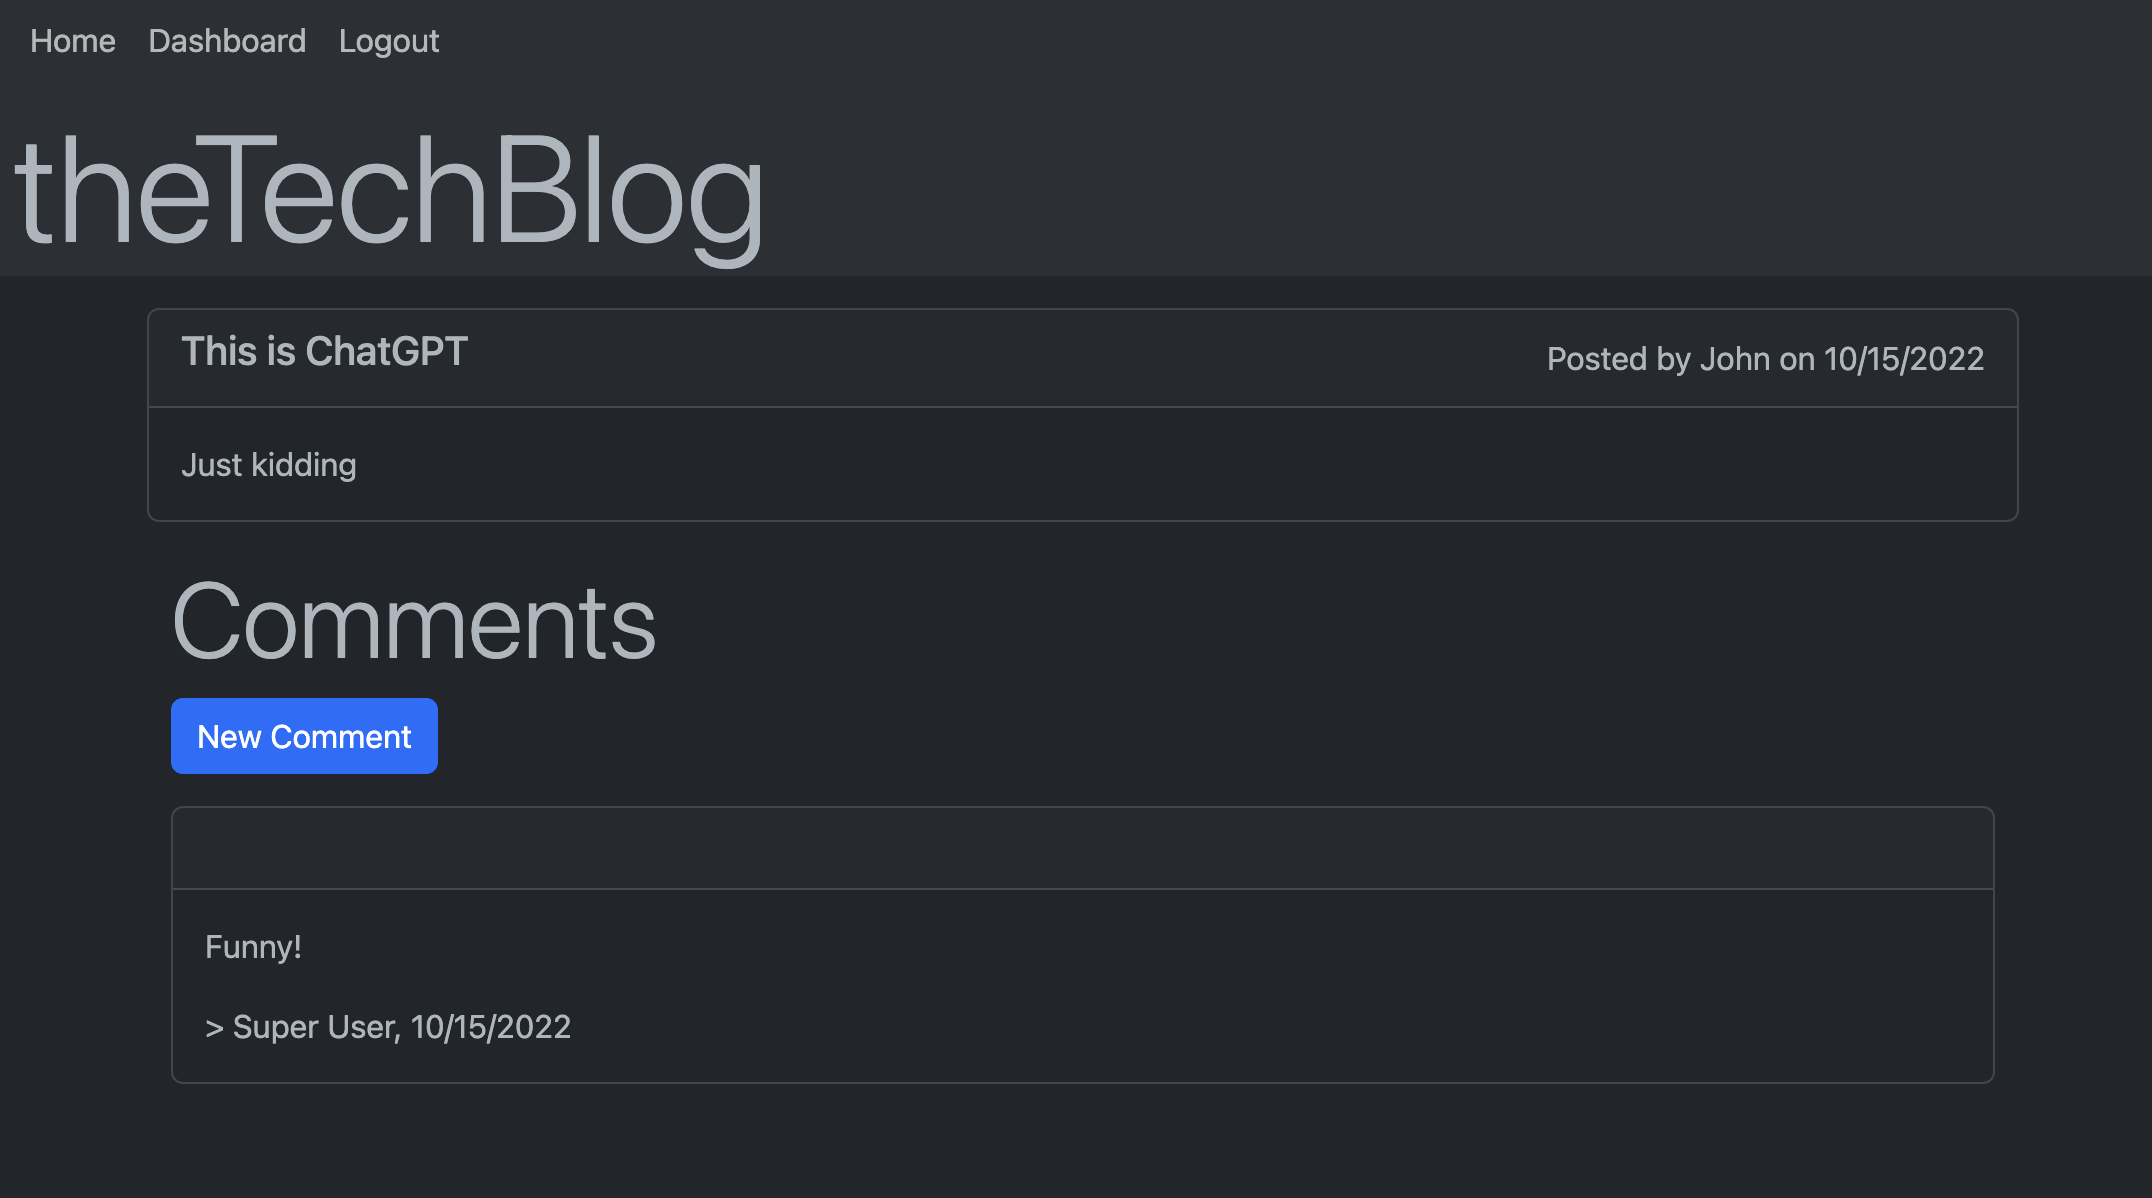 Home Dashboard Logout
theTechBlog
This is ChatGPT
Posted by John on 10/15/2022
Just kidding
Comments
New Comment
Funny!
> Super User, 10/15/2022